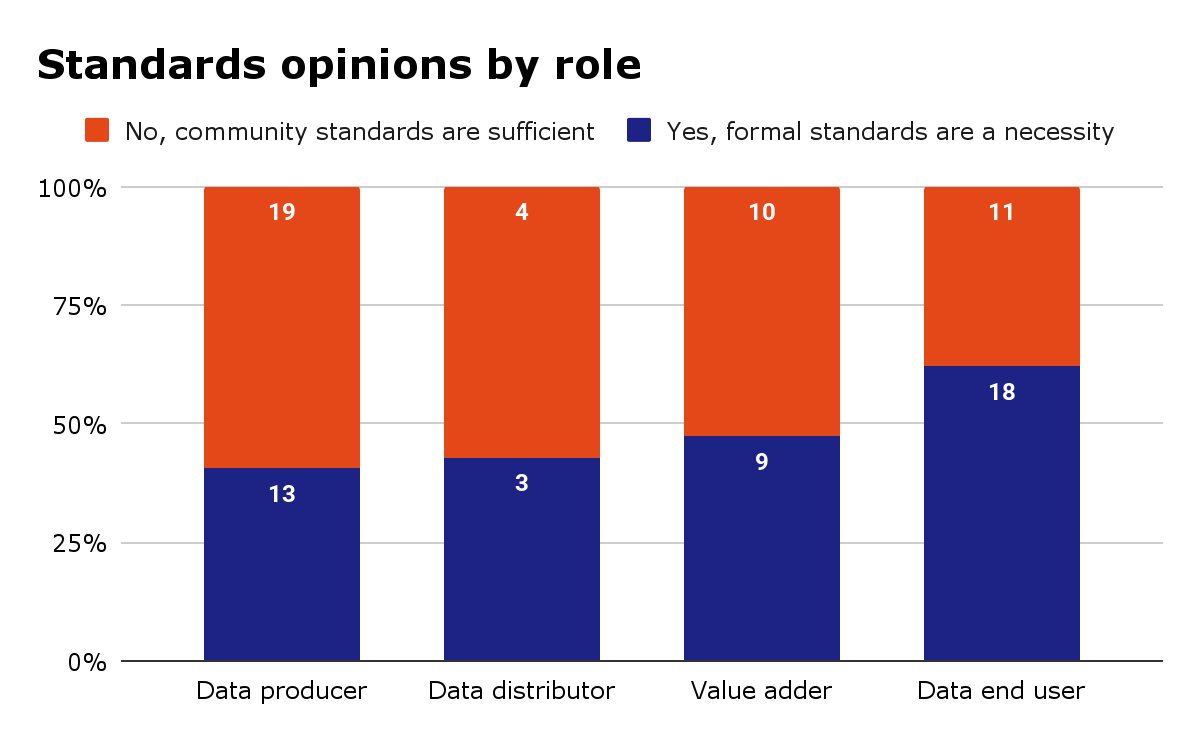 Standards opinions by role
No, community standards are sufficient Yes, formal standards are a necessity
100%
19 4 10 11
75%
18
50%
9
3
13
25%
0%
Data producer Data distributor Value adder Data end user